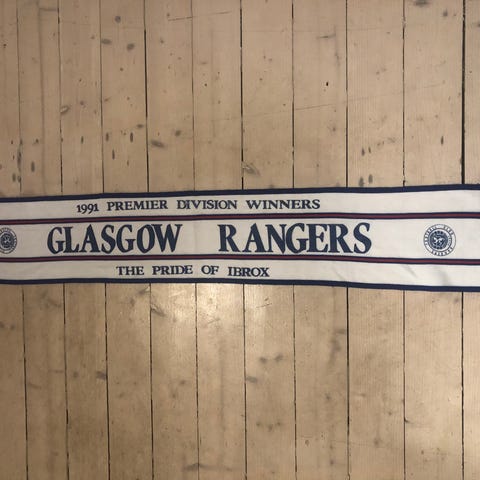 1991 PREMIER DIVISION WINNERS
GLASGOW RANGERS
THE PRIDE OF IBROX